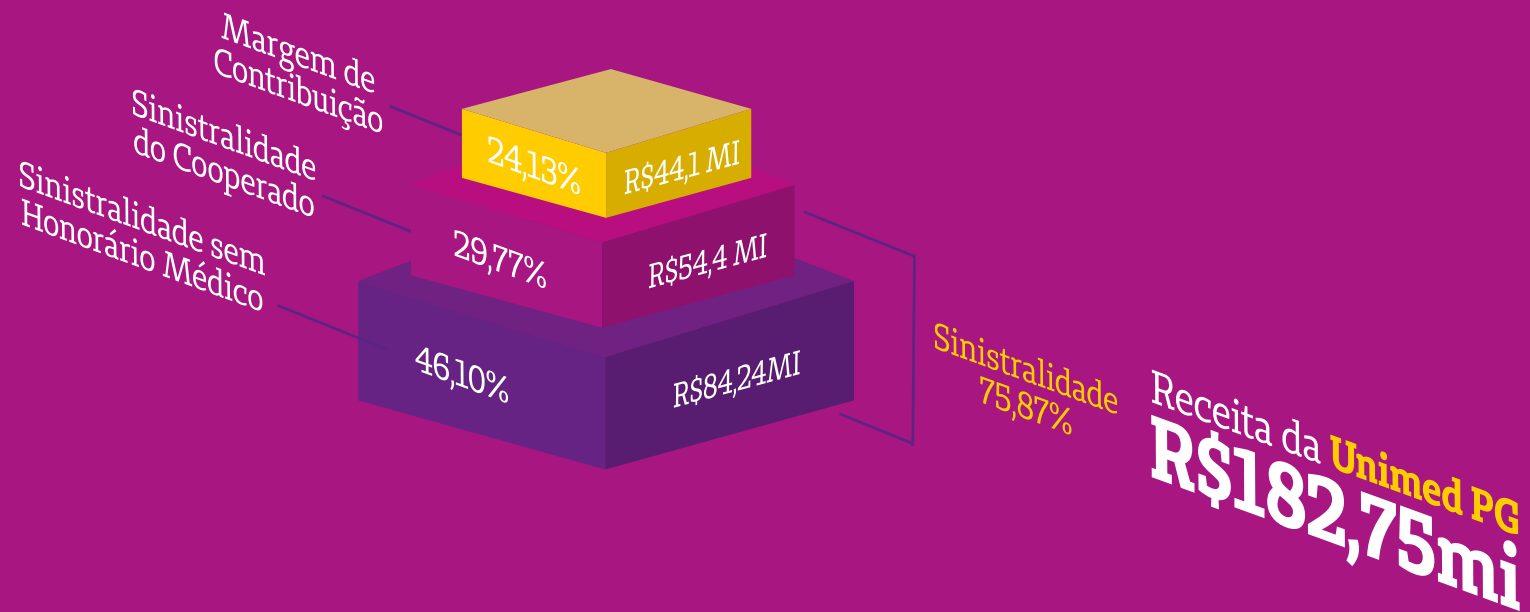 Margem de
Contribuição
24,13%
R$44,1 MI
Sinistralidade
do Cooperado
29,77%
R$54,4 MI
Sinistralidade sem
Honorário Médico
46,10%
R$84,24MI
Sinistralidade
75,87%
Receita da Unimed PG
R$182,75mi